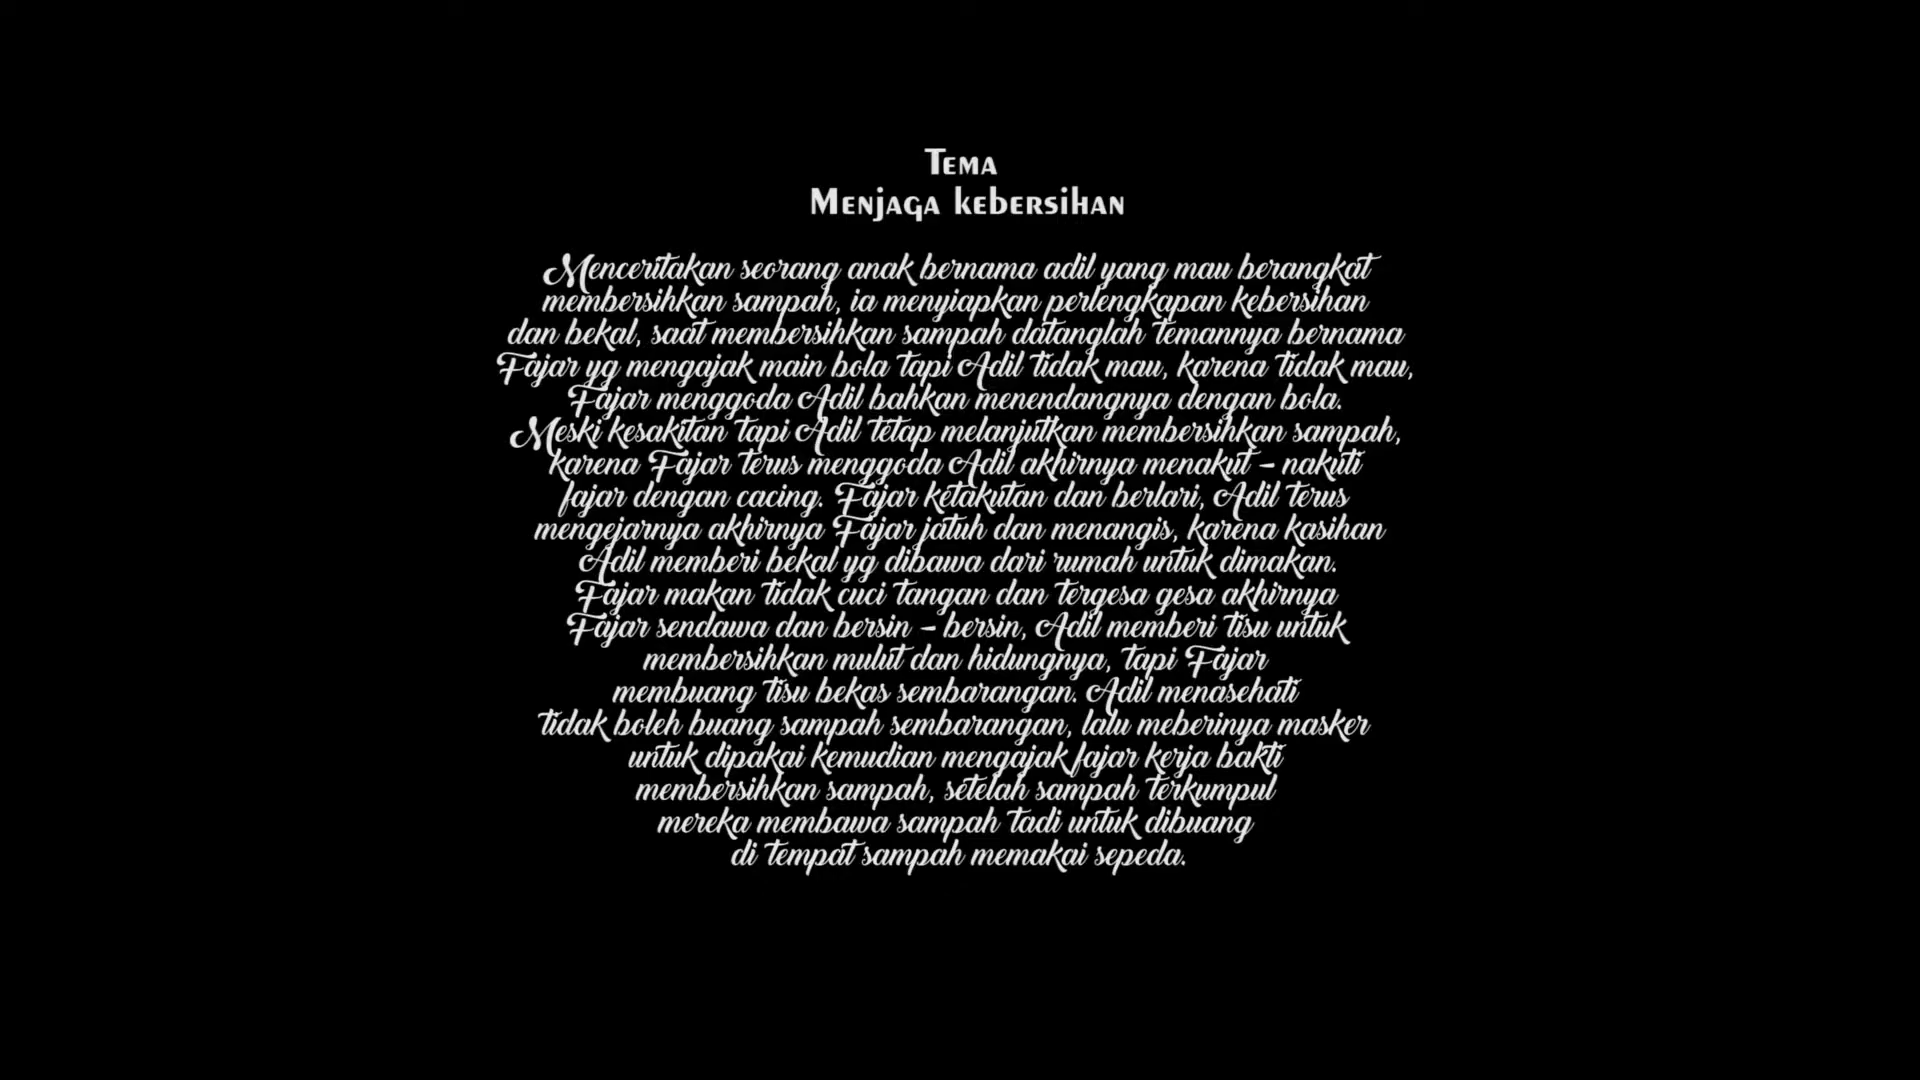 Tema
Menjaga kebersihan
Menceritakan seorang anak bernama adil yang mau berangkat
membersihkan sampah, ia menyiapkan perlengkapan kebersihan
dan bekal, saat membersihkan sampah datanglah temannya bernama
Fajar yg mengajak main bola tapi Adil tidak mau, karena tidak mau,
Fajar menggoda Adil bahkan menendangnya dengan bola.
Meski kesakitan tapi Adil tetap melanjutkan membersihkan sampah,
karena Fajar terus menggoda Adil akhirnya menakut - nakuti
fajar dengan cacing. Fajar ketakutan dan berlari, Adil terus
mengejarnya akhirnya Fajar jatuh dan menangis, karena kasihan
Adil memberi bekal yg dibawa dari rumah untuk dimakan.
Fajar makan tidak cuci tangan dan tergesa gesa akhirnya
Fajar sendawa dan bersin - bersin, Adil memberi tisu untuk
membersihkan mulut dan hidungnya, tapi Fajar
membuang tisu bekas sembarangan. Adil menasehati
tidak boleh buang sampah sembarangan, lalu meberinya masker
untuk dipakai kemudian mengajak fajar kerja bakti
membersihkan sampah, setelah sampah terkumpul
mereka membawa sampah tadi untuk dibuang
di tempat sampah memakai sepeda.